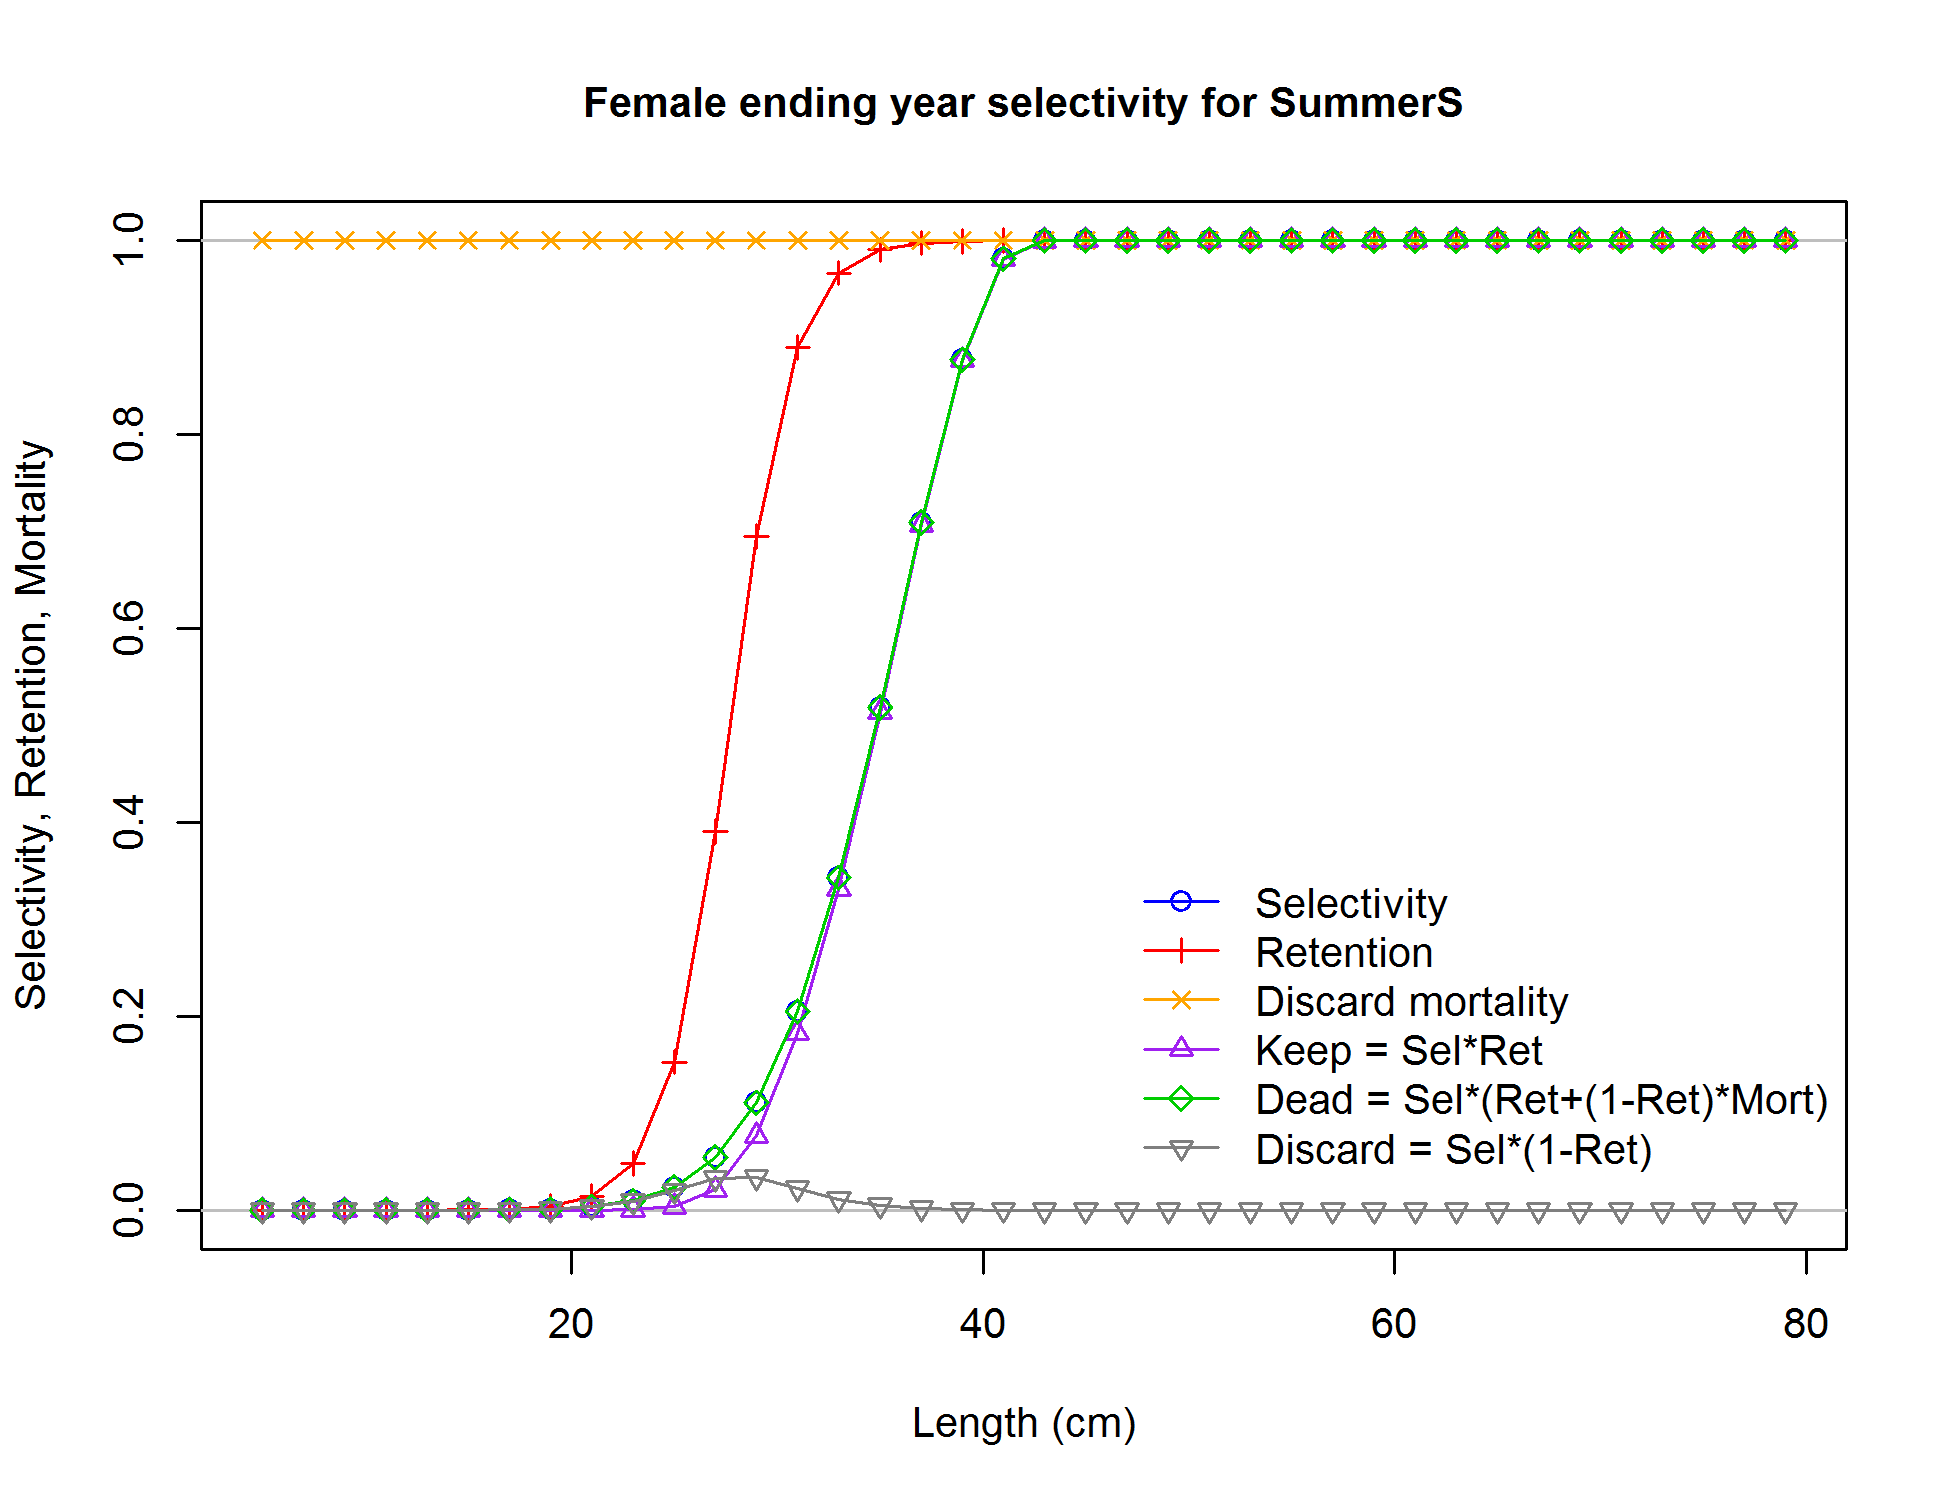 Female ending year selectivity for SummerS
Selectivity, Retention, Mortality
1.0
0.8
0.6
0.4
0.2
0.0
Selectivity
Retention
Discard mortality
Keep = Sel*Ret
Dead = Sel*(Ret+(1-Ret)*Mort)
Discard = Sel*(1-Ret)
20 40 60 80
Length (cm)